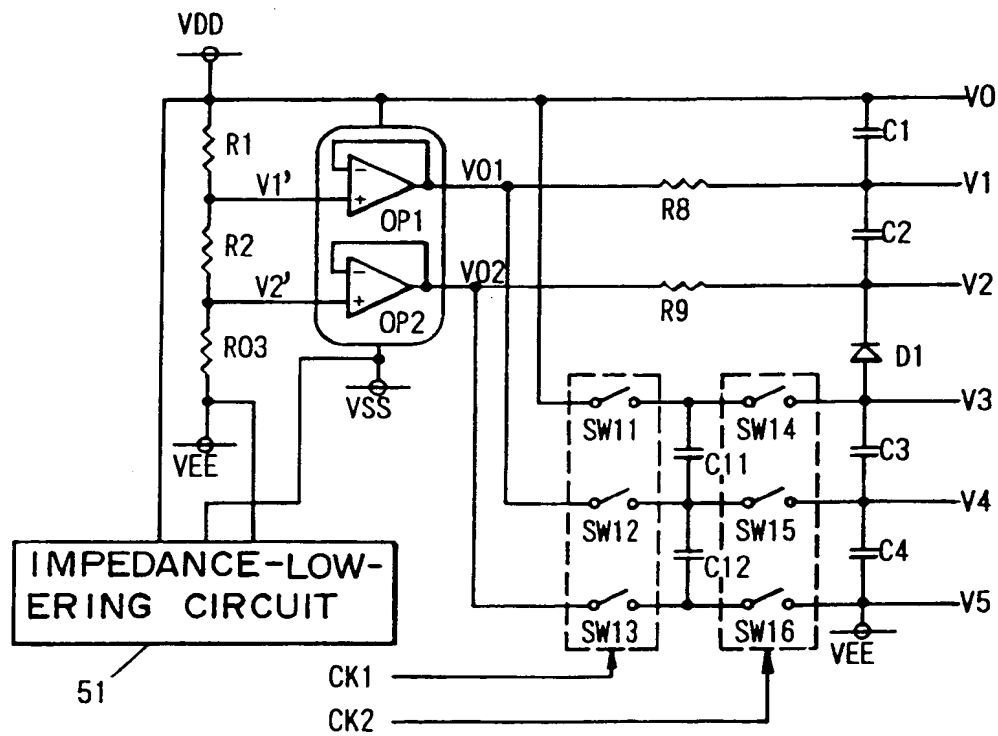 VDD
V0
C1
R1
V1'
V01
V1
OP1
R8
C2
R2
V2'
V02
V2
OP2
R9
R03
D1
VSS
V3
SW11
SW14
VEE
C11
C3
V4
SW12
SW15
IMPEDANCE-LOW-
ERING CIRCUIT
C12
C4
V5
SW13
SW16
VEE
51
CK1
CK2